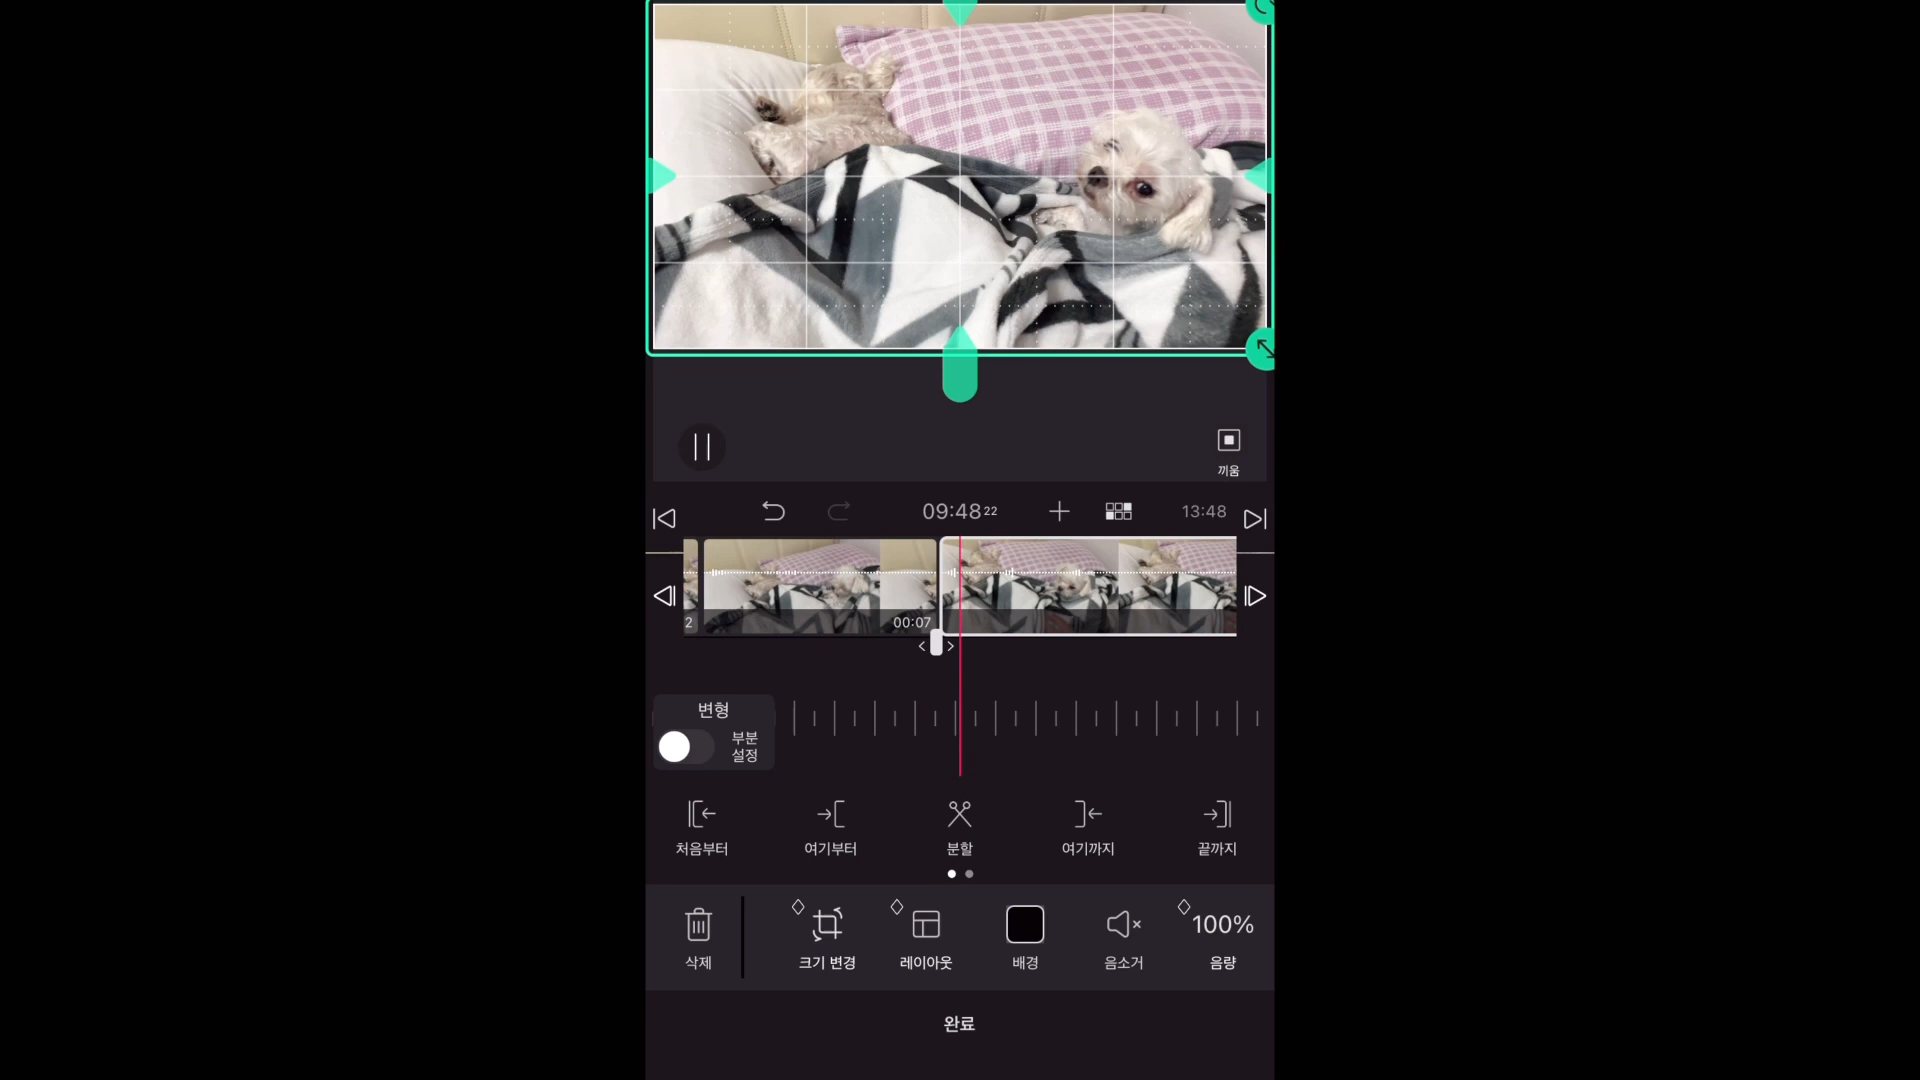 끼움
09:48 22
13:48
2
00:07
변형
부분
설정
처음부터
여기부터
분할
여기까지
끝까지
100%
삭제
크기 변경
레이아웃
배경
음소거
음량
완료